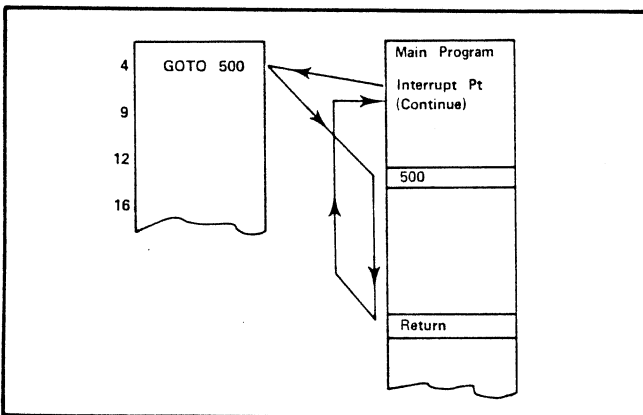 4 GOTO 500
9
12
16
Main Program
Interrupt Pt
(Continue)
500
Return